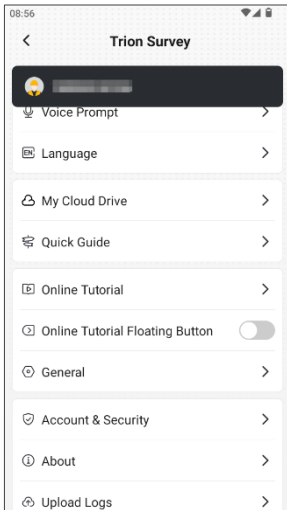 08:56
Trion Survey
Voice Prompt
EN Language
My Cloud Drive
Quick Guide
Online Tutorial
Online Tutorial Floating Button
General
Account & Security
About
Upload Logs